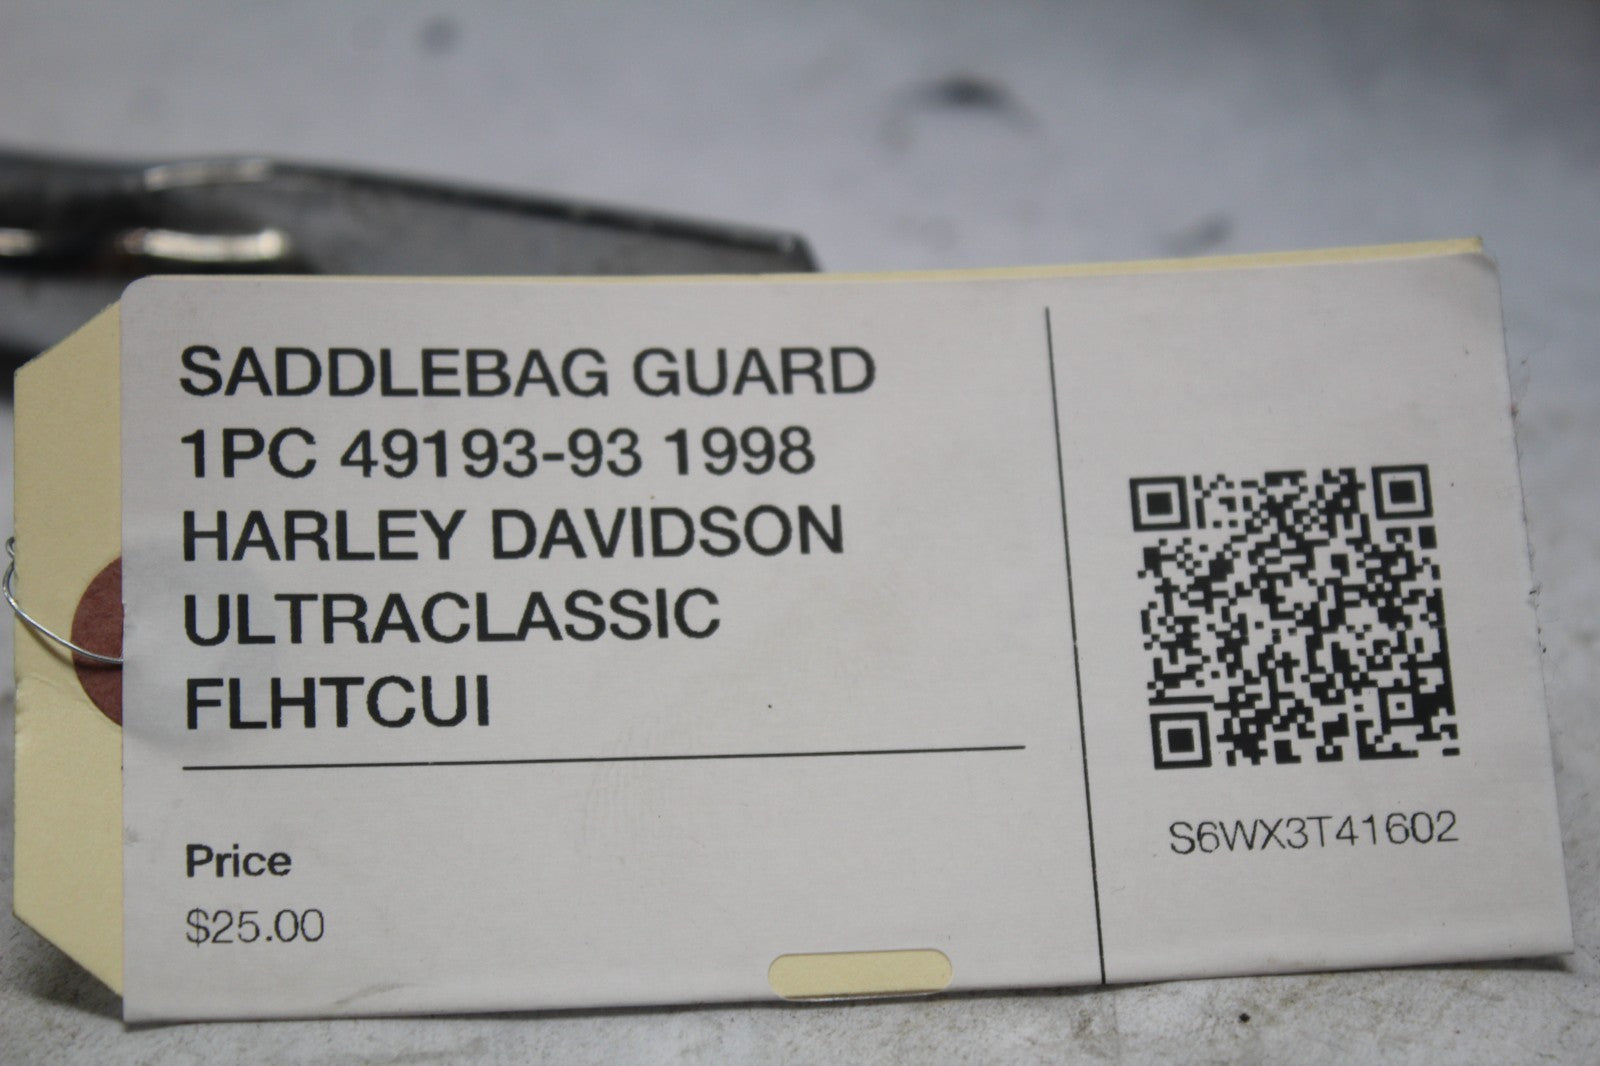 SADDLEBAG GUARD
1PC 49193-93 1998
HARLEY DAVIDSON
ULTRACLASSIC
FLHTCUI
Price
$25.00
S6WX3T41602